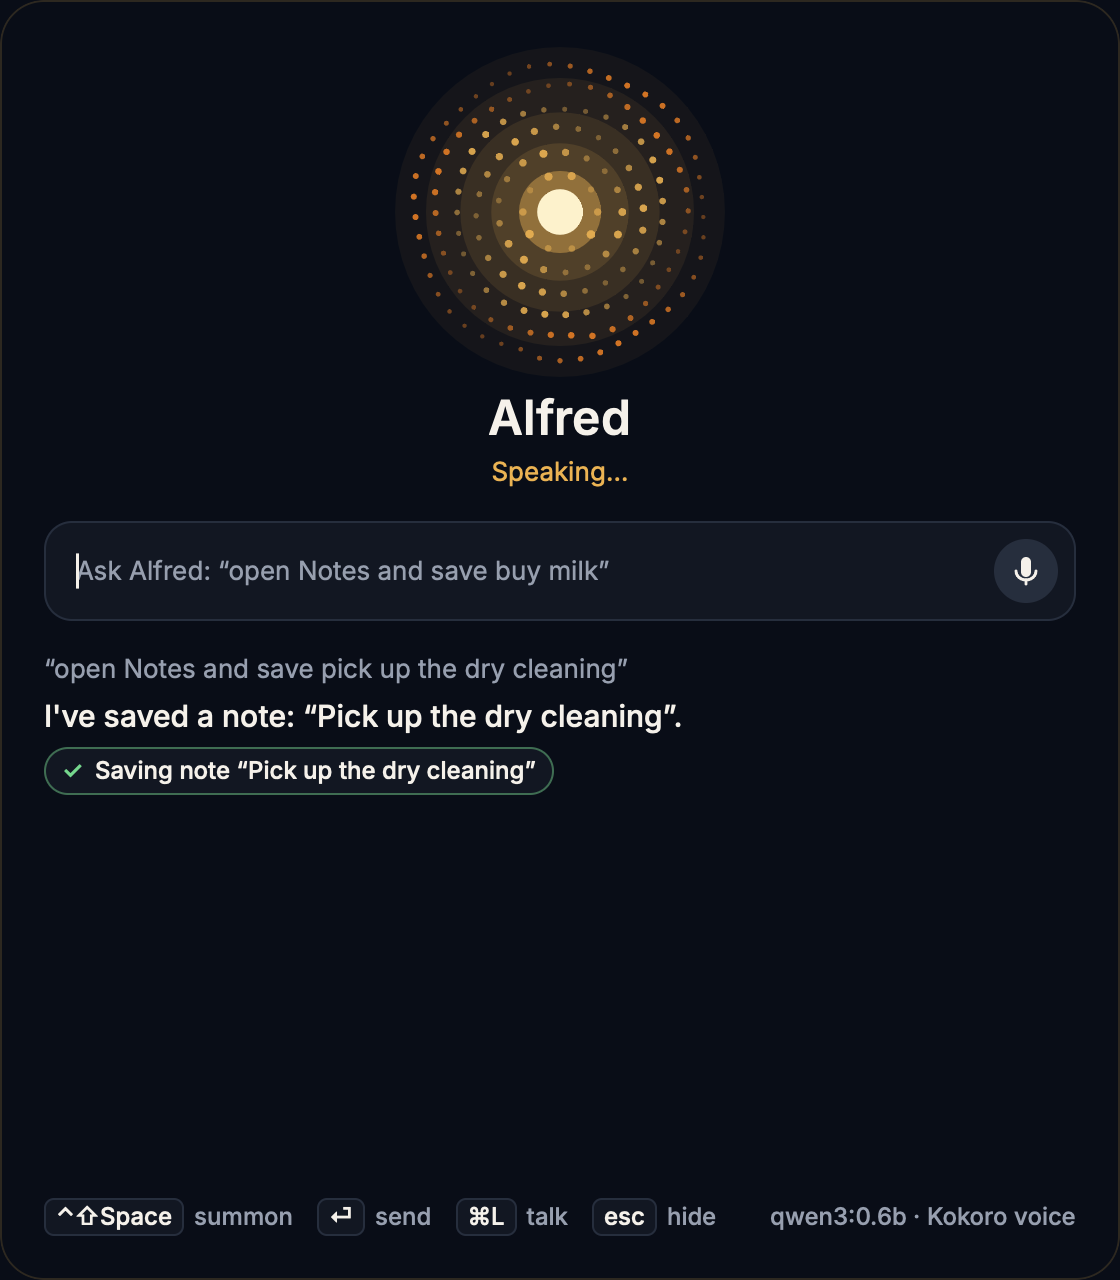 Alfred
Speaking...
Ask Alfred: “open Notes and save buy milk”
“open Notes and save pick up the dry cleaning”
I've saved a note: “Pick up the dry cleaning”.
✓ Saving note “Pick up the dry cleaning”
^⇧Space summon ⏎ send ⌘L talk esc hide qwen3:0.6b · Kokoro voice